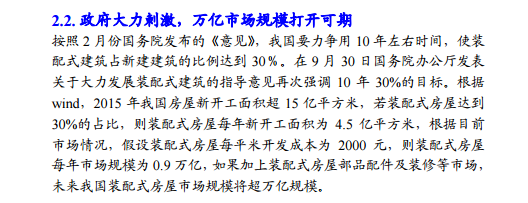 2.2. 政府大力刺激，万亿市场规模打开可期
按照 2 月份国务院发布的《意见》，我国要力争用 10 年左右时间，使装
配式建筑占新建建筑的比例达到 30%。在 9 月 30 日国务院办公厅发表
关于大力发展装配式建筑的指导意见再次强调 10 年 30%的目标。根据
wind，2015 年我国房屋新开工面积超 15 亿平方米，若装配式房屋达到
30%的占比，则装配式房屋每年新开工面积为 4.5 亿平方米，根据目前
市场情况，假设装配式房屋每平米开发成本为 2000 元，则装配式房屋
每年市场规模为 0.9 万亿，如果加上装配式房屋部品配件及装修等市场，
未来我国装配式房屋市场规模将超万亿规模。